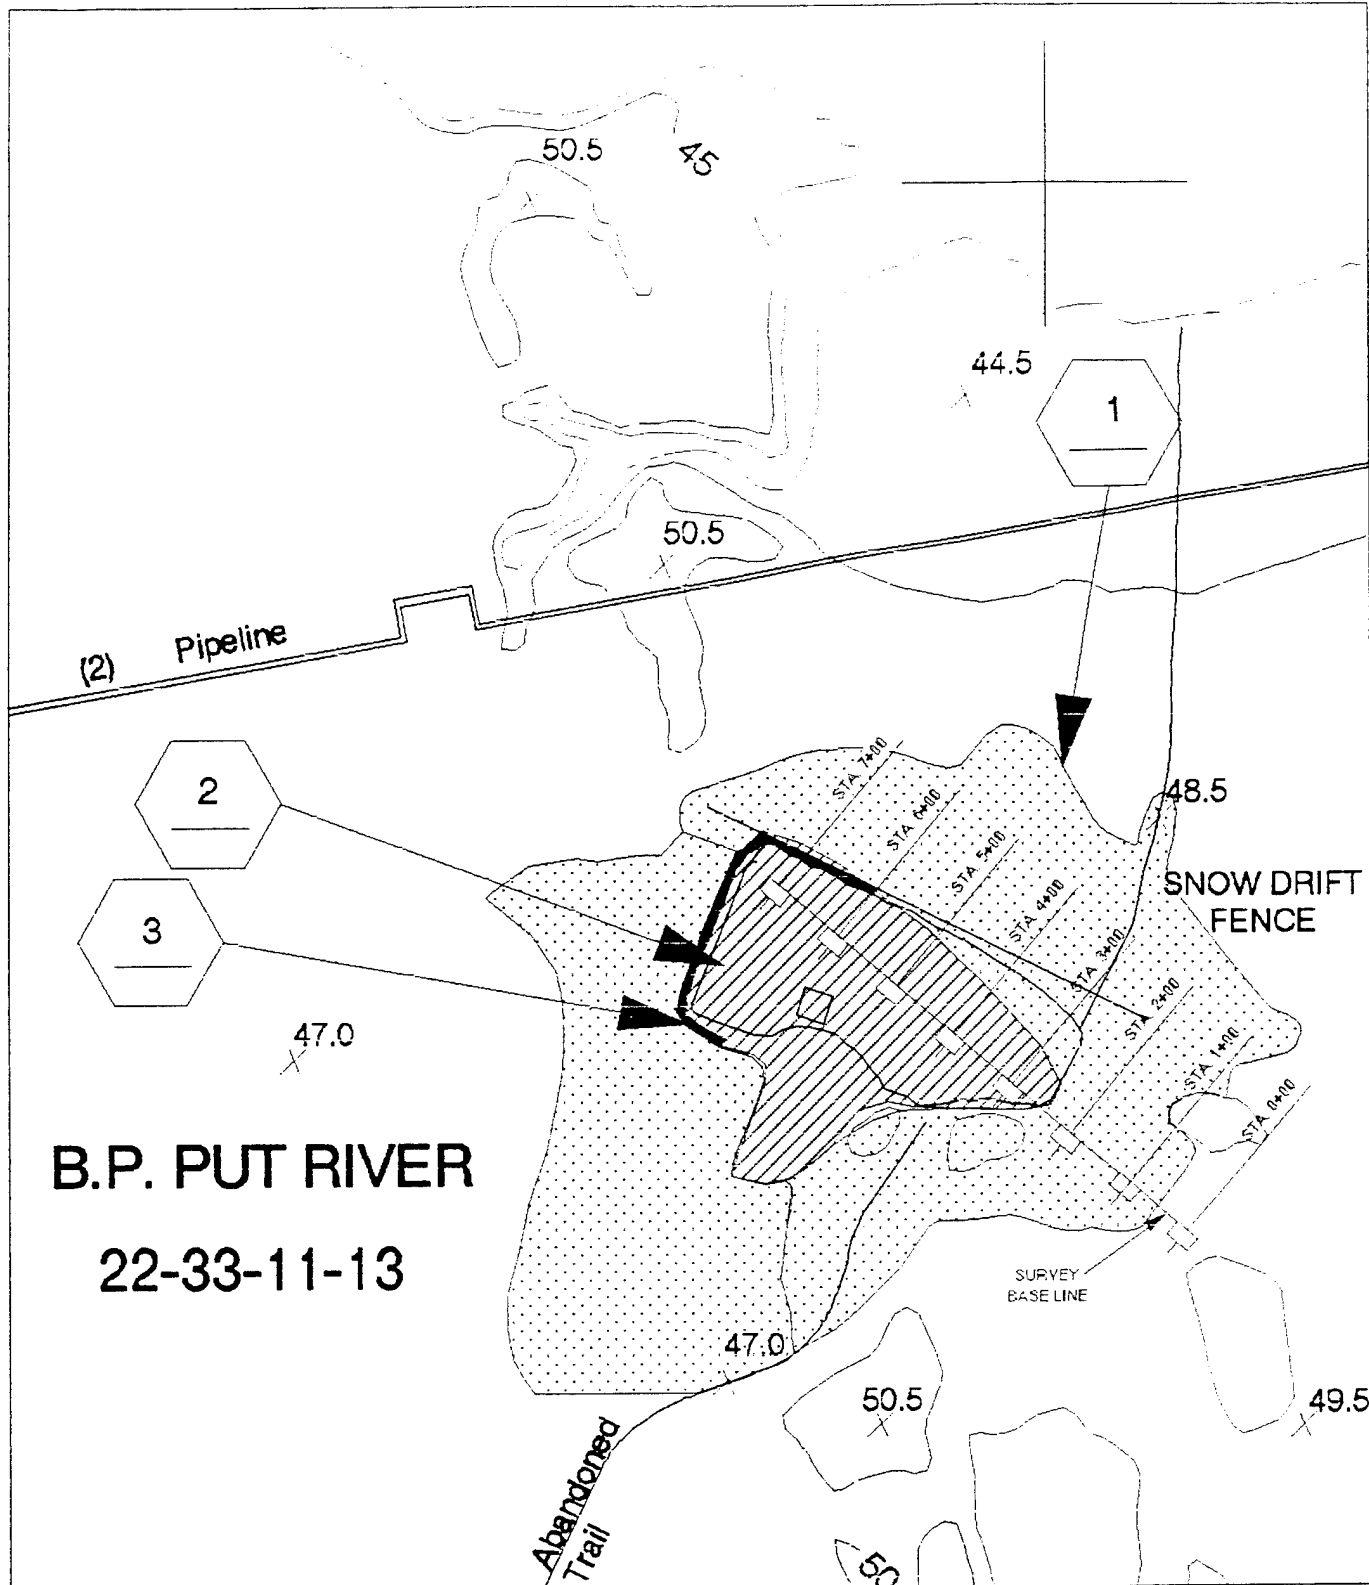 50.5
45
44.5
1
50.5
(2) Pipeline
2
3
48.5
SNOW DRIFT
FENCE
STA 7+00
STA 6+00
STA 5+00
STA 4+00
STA 3+00
STA 2+00
STA 1+00
STA 0+00
47.0
B.P. PUT RIVER
22-33-11-13
SURVEY
BASE LINE
47.0
50.5
49.5
Abandoned
Trail
50